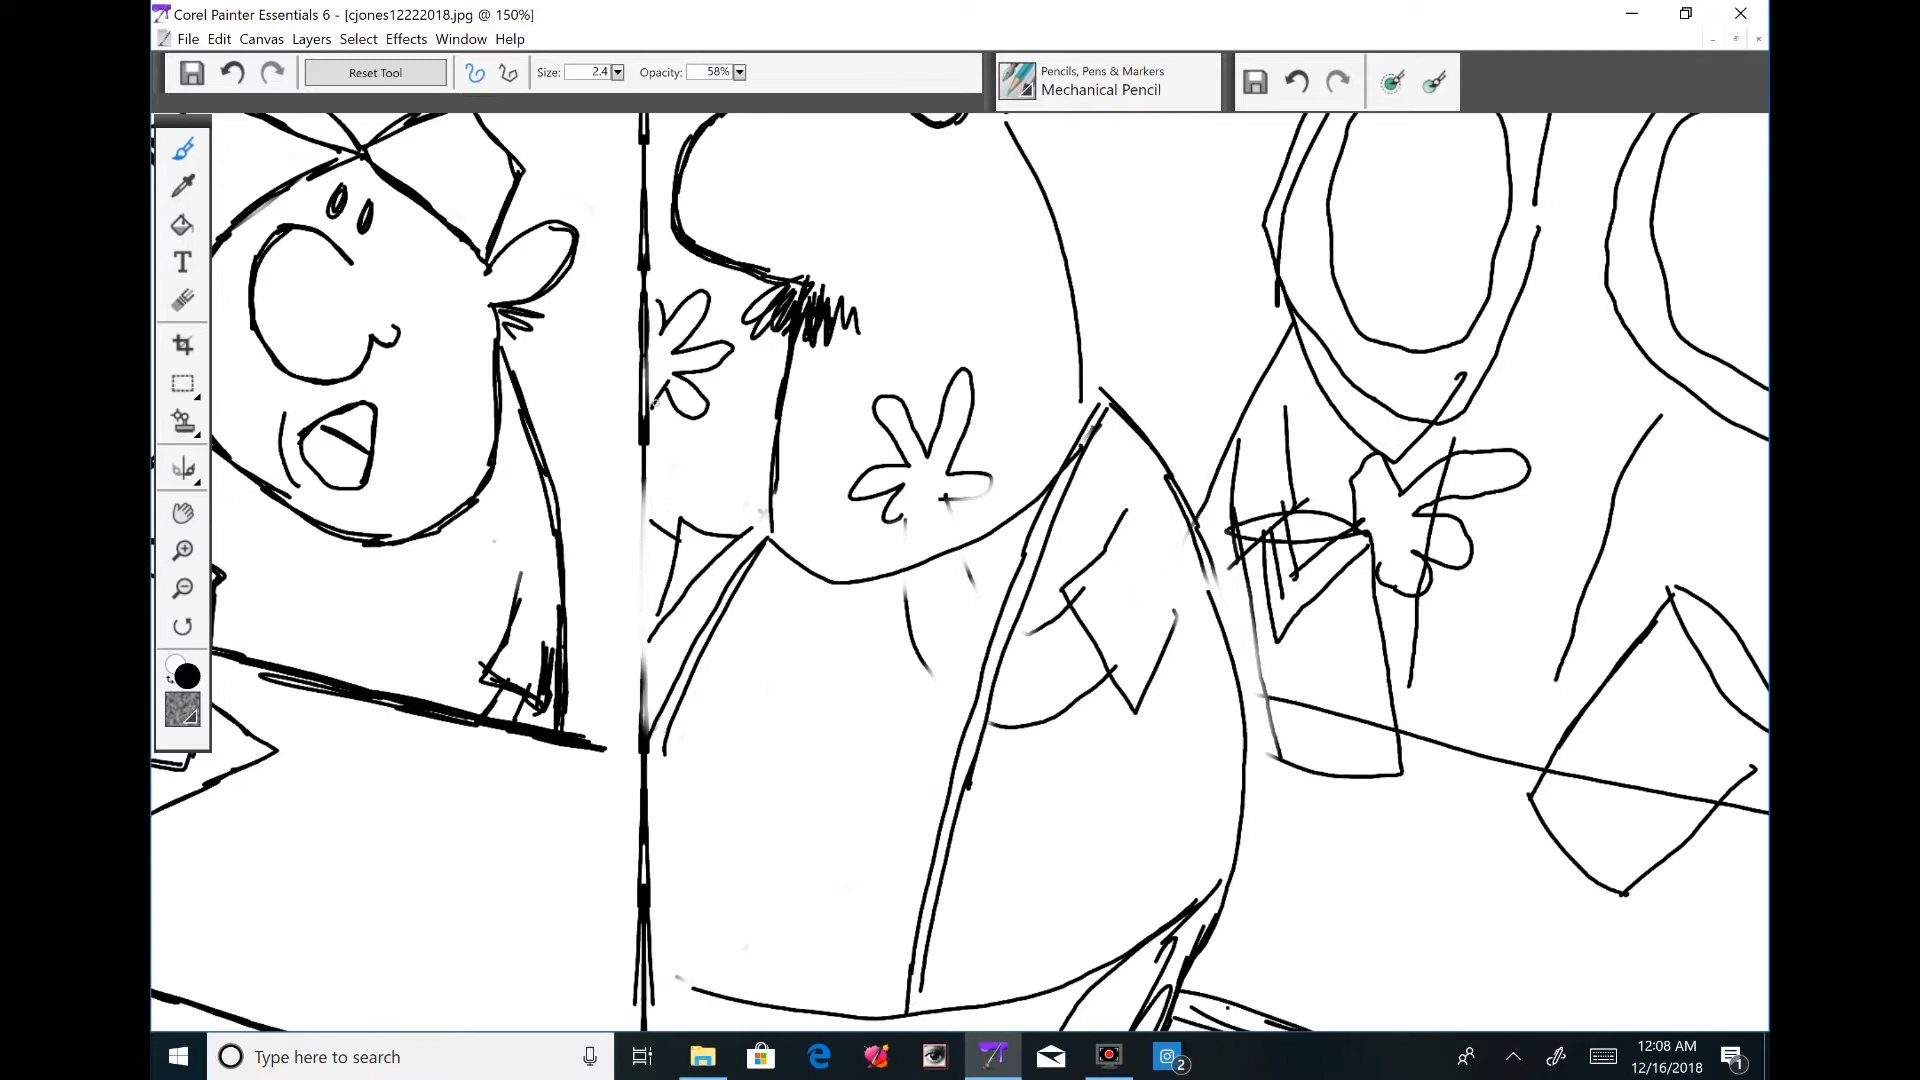 Corel Painter Essentials 6 - [cjones12222018.jpg @ 150%]
File Edit Canvas Layers Select Effects Window Help
Reset Tool
Size: 2.4
Opacity: 58%
Pencils, Pens & Markers
Mechanical Pencil
T
Type here to search
2
12:08 AM
12/16/2018
1